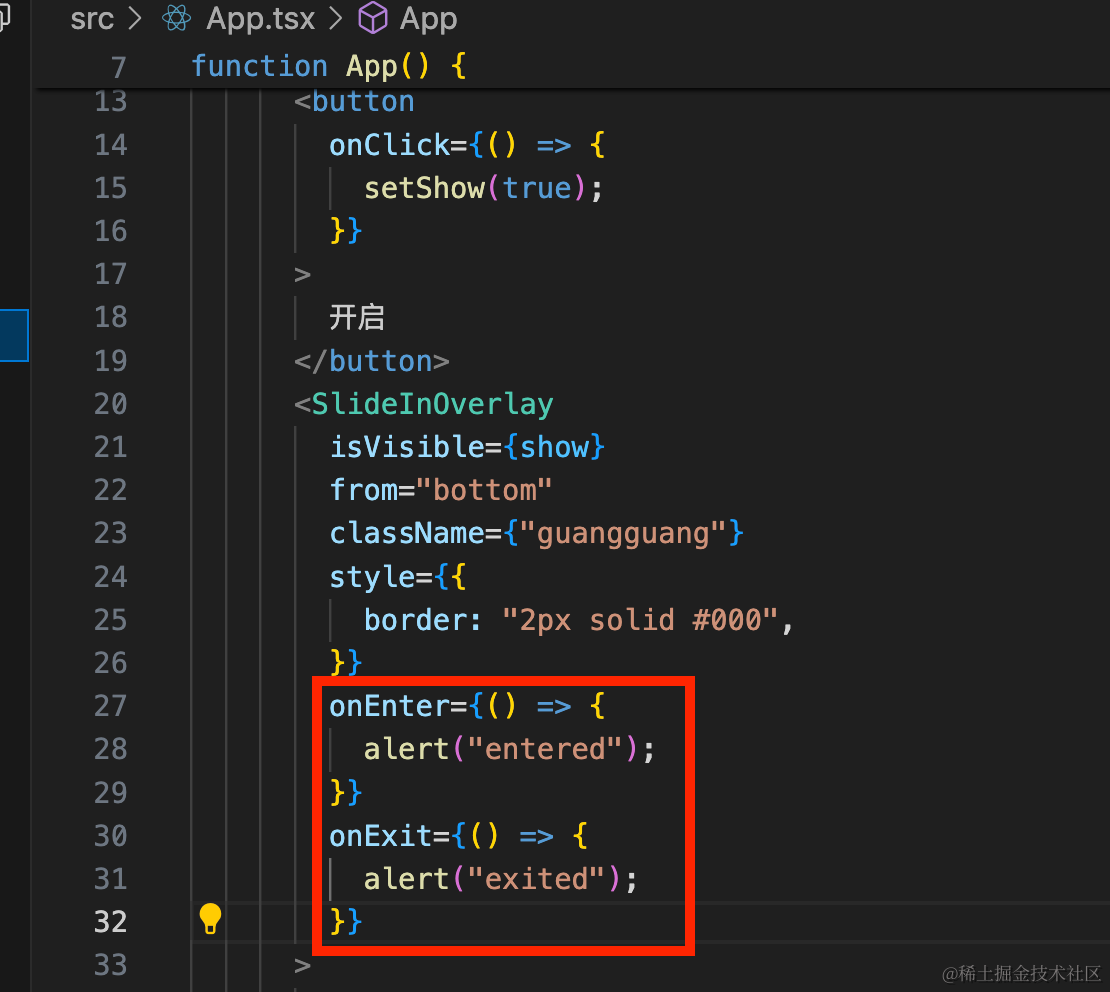 src > App.tsx > App
7 function App() {
13 <button
14 onClick={() => {
15 setShow(true);
16 }}
17 >
18 开启
19 </button>
20 <SlideInOverlay
21 isVisible={show}
22 from="bottom"
23 className={"guangguang"}
24 style={{
25 border: "2px solid #000",
26 }}
27 onEnter={() => {
28 alert("entered");
29 }}
30 onExit={() => {
31 alert("exited");
32 }}
33 >
@稀土掘金技术社区